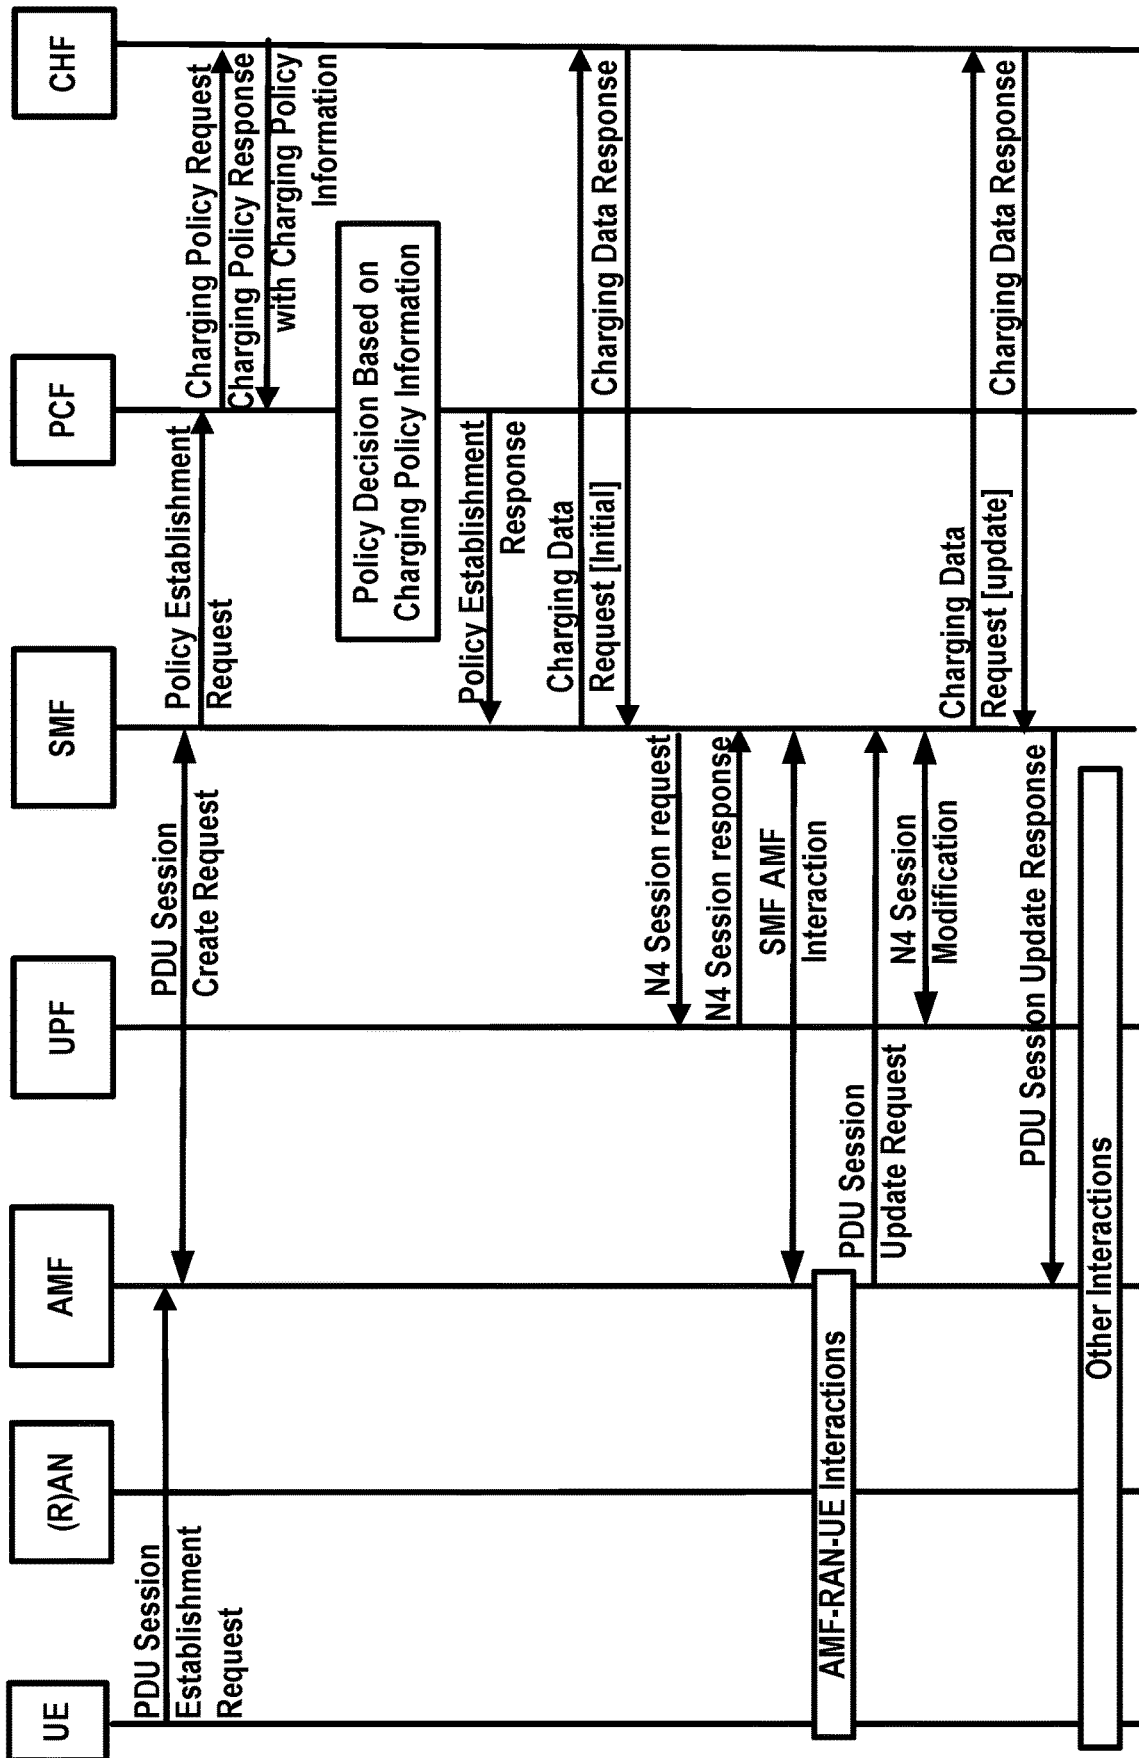 UE
(R)AN
AMF
UPF
SMF
PCF
CHF
PDU Session
Establishment
Request
PDU Session
Create Request
Policy Establishment
Request
Charging Policy Request
Charging Policy Response
with Charging Policy
Information
Policy Decision Based on
Charging Policy Information
Policy Establishment
Response
Charging Data
Request [Initial]
Charging Data Response
N4 Session request
N4 Session response
SMF AMF
Interaction
AMF-RAN-UE Interactions
PDU Session
Update Request
N4 Session
Modification
Charging Data
Request [update]
Charging Data Response
PDU Session Update Response
Other Interactions